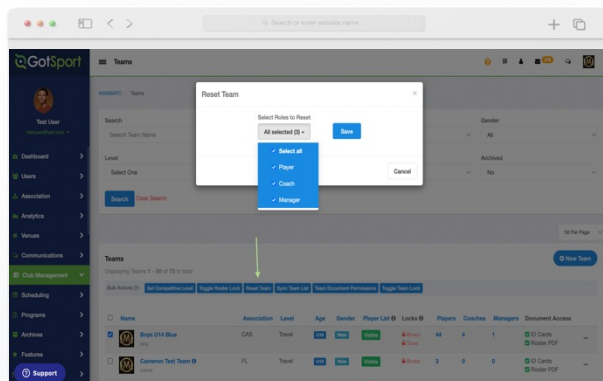 Search or enter website name
GotSport
Teams
Test User
Teams
Search
Search Team Name
Gender
All
Level
Select One
Archived
No
Search
Clear Search
Reset Team
×
Select Roles to Reset
All selected (3)
Save
Select all
Player
Coach
Manager
Cancel
Dashboard
Users
Association
Analytics
Venues
Communications
Club Management
Scheduling
Programs
Archives
Features
Support
60 Per Page
Teams
New Team
Displaying Teams 1 - 50 of 75 in total
Bulk Actions (1)
Set Competitive Level
Toggle Roster Lock
Reset Team
Sync Team List
Team Document Permissions
Toggle Team Lock
Name Association Level Age Gender Player List Locks Players Coaches Managers Document Access
Boys U14 Blue CAS Travel Visible Roster 44 4 1 ID Cards
Roster PDF
Cameron Test Team FL Travel Visible Roster 3 0 0 ID Cards
Roster PDF